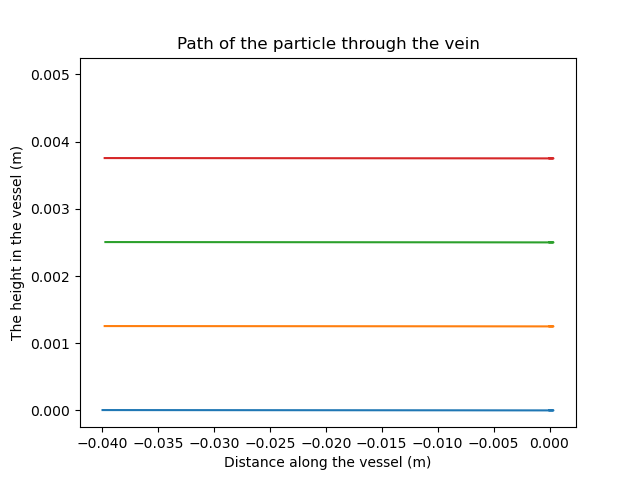 Path of the particle through the vein
The height in the vessel (m)
0.005
0.004
0.003
0.002
0.001
0.000
−0.040 −0.035 −0.030 −0.025 −0.020 −0.015 −0.010 −0.005 0.000
Distance along the vessel (m)